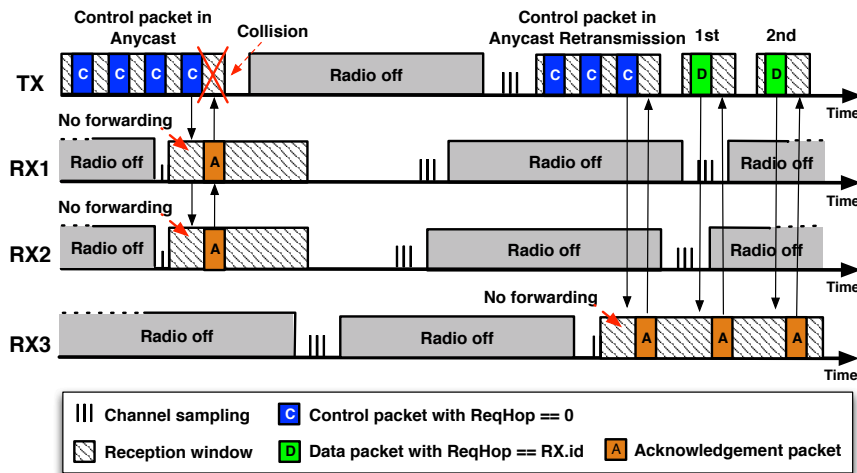 Control packet in Anycast
Collision
Control packet in Anycast Retransmission
1st
2nd
TX
C C C C
Radio off
C C C
D
D
Time
No forwarding
RX1
Radio off
A
Radio off
Radio off
Time
No forwarding
RX2
Radio off
A
Radio off
Radio off
Time
No forwarding
RX3
Radio off
Radio off
A
A
A
Time
Channel sampling
C
Control packet with ReqHop == 0
Reception window
D
Data packet with ReqHop == RX.id
A
Acknowledgement packet